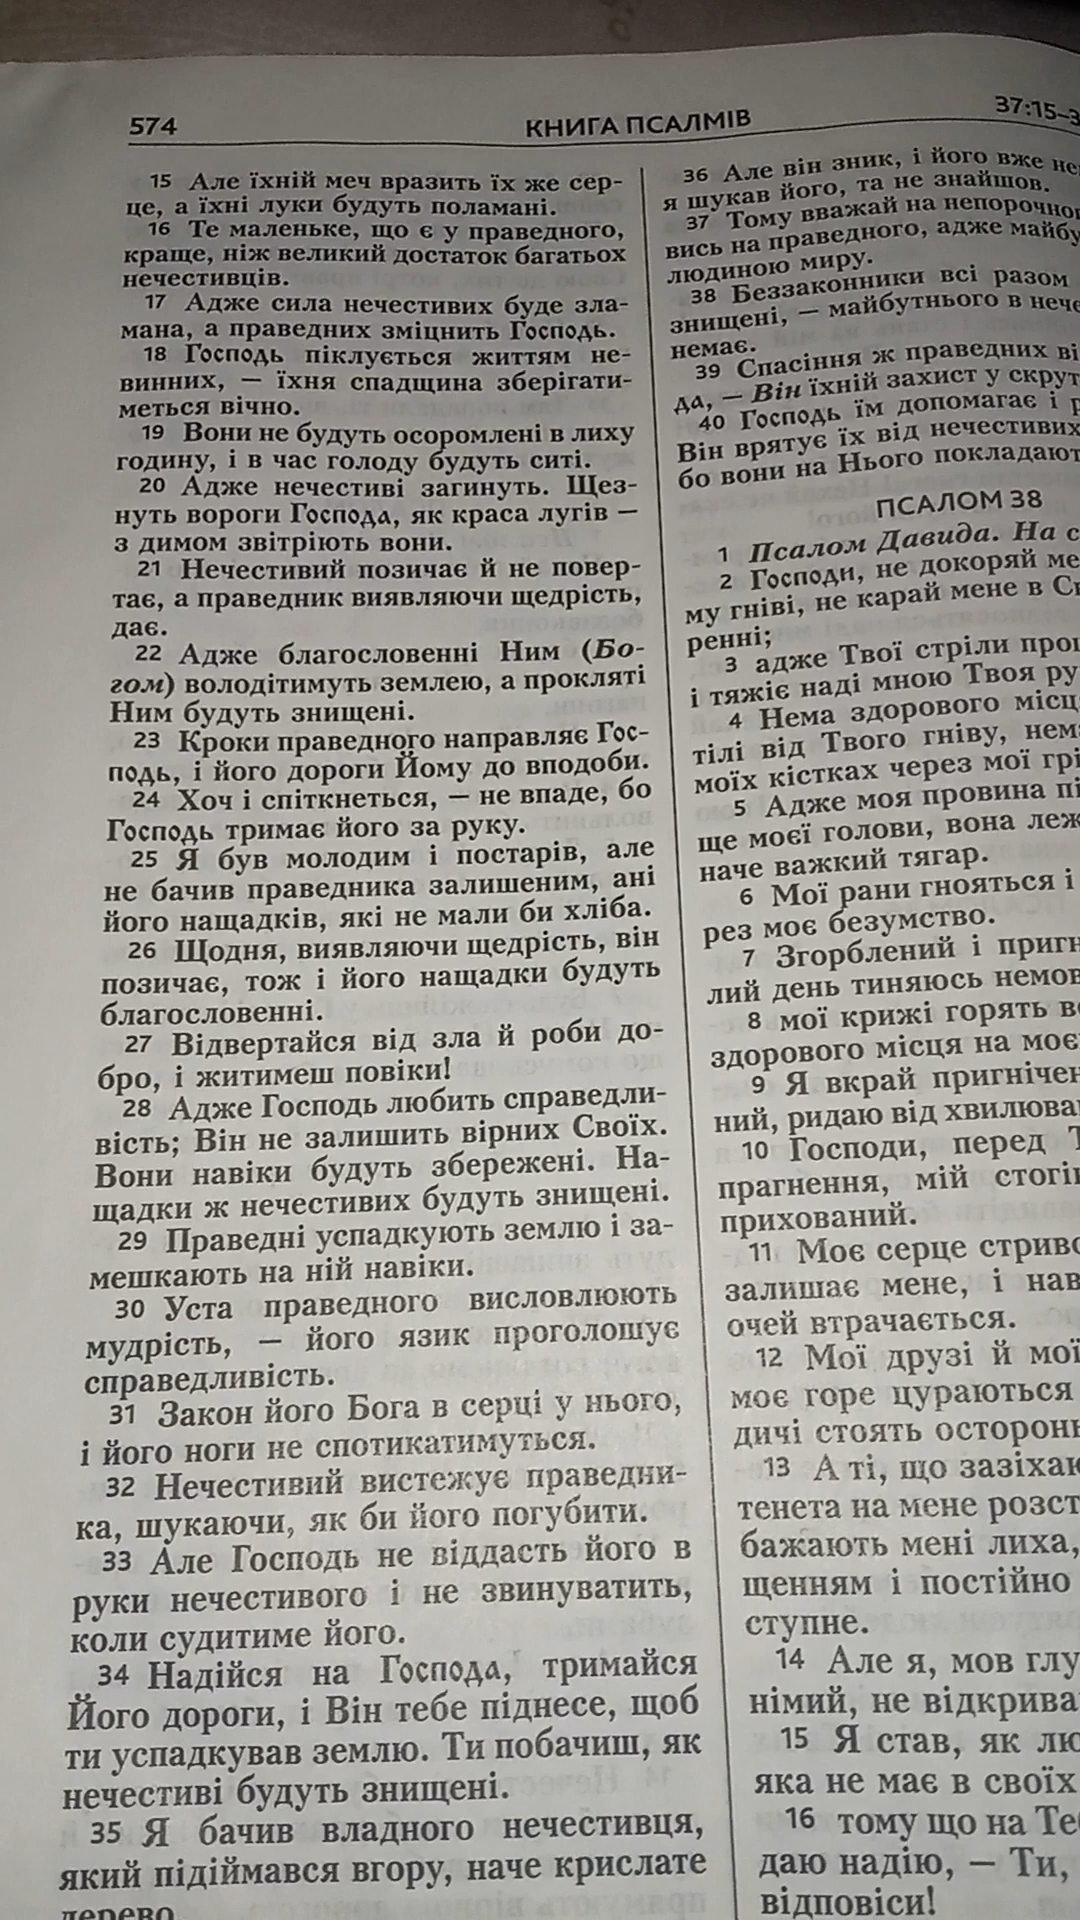 574
КНИГА ПСАЛМІВ
37:15–3
15 Але їхній меч вразить їх же сер-
це, а їхні луки будуть поламані.
16 Те маленьке, що є у праведного,
краще, ніж великий достаток багатьох
нечестивців.
17 Адже сила нечестивих буде зла-
мана, а праведних зміцнить Господь.
18 Господь піклується життям не-
винних, — їхня спадщина зберігати-
меться вічно.
19 Вони не будуть осоромлені в лиху
годину, і в час голоду будуть ситі.
20 Адже нечестиві загинуть. Щез-
нуть вороги Господа, як краса лугів —
з димом звітріють вони.
21 Нечестивий позичає й не повер-
тає, а праведник виявляючи щедрість,
дає.
22 Адже благословенні Ним (Бо-
гом) володітимуть землею, а прокляті
Ним будуть знищені.
23 Кроки праведного направляє Гос-
подь, і його дороги Йому до вподоби.
24 Хоч і спіткнеться, — не впаде, бо
Господь тримає його за руку.
25 Я був молодим і постарів, але
не бачив праведника залишеним, ані
його нащадків, які не мали би хліба.
26 Щодня, виявляючи щедрість, він
позичає, тож і його нащадки будуть
благословенні.
27 Відвертайся від зла й роби до-
бро, і житимеш повіки!
28 Адже Господь любить справедли-
вість; Він не залишить вірних Своїх.
Вони навіки будуть збережені. На-
щадки ж нечестивих будуть знищені.
29 Праведні успадкують землю і за-
мешкають на ній навіки.
30 Уста праведного висловлюють
мудрість, — його язик проголошує
справедливість.
31 Закон його Бога в серці у нього,
і його ноги не спотикатимуться.
32 Нечестивий вистежує праведни-
ка, шукаючи, як би його погубити.
33 Але Господь не віддасть його в
руки нечестивого і не звинуватить,
коли судитиме його.
34 Надійся на Господа, тримайся
Його дороги, і Він тебе піднесе, щоб
ти успадкував землю. Ти побачиш, як
нечестиві будуть знищені.
35 Я бачив владного нечестивця,
який підіймався вгору, наче крислате
дерево
36 Але він зник, і його вже не
я шукав його, та не знайшов.
37 Тому вважай на непорочног
вись на праведного, адже майбу
людиною миру.
38 Беззаконники всі разом
знищені, — майбутнього в нече
немає.
39 Спасіння ж праведних ві
да, — Він їхній захист у скрут
40 Господь їм допомагає і р
Він врятує їх від нечестивих
бо вони на Нього покладают
ПСАЛОМ 38
1 Псалом Давида. На с
2 Господи, не докоряй ме
му гніві, не карай мене в Св
ренні;
3 адже Твої стріли про
і тяжіє наді мною Твоя ру
4 Нема здорового місц
тілі від Твого гніву, нем
моїх кістках через мої грі
5 Адже моя провина пі
ще моєї голови, вона леж
наче важкий тягар.
6 Мої рани гнояться і
рез моє безумство.
7 Згорблений і пригн
лий день тиняюсь немов
8 мої крижі горять в
здорового місця на моє
9 Я вкрай пригнічен
ний, ридаю від хвилюва
10 Господи, перед Т
прагнення, мій стогі
прихований.
11 Моє серце стриво
залишає мене, і нав
очей втрачається.
12 Мої друзі й мої
моє горе цураються
дичі стоять осторон
13 А ті, що зазіхаю
тенета на мене розст
бажають мені лиха,
щенням і постійно
ступне.
14 Але я, мов глу
німий, не відкрива
15 Я став, як лю
яка не має в своїх
16 тому що на Те
даю надію, — Ти,
відповіси!